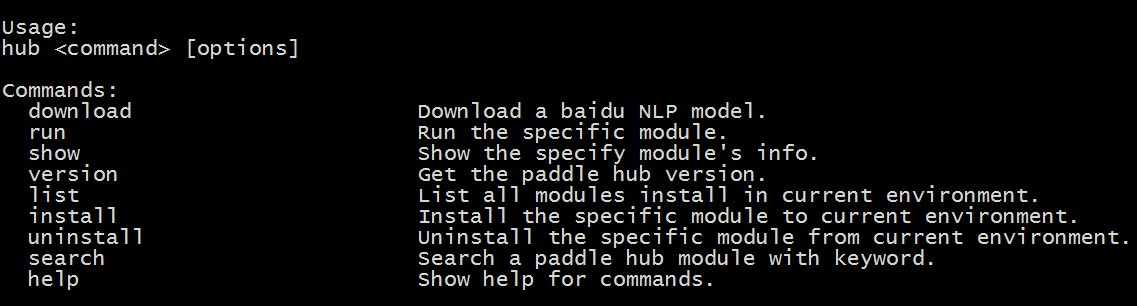 Usage:
hub <command> [options]
Commands:
download Download a baidu NLP model.
run Run the specific module.
show Show the specify module's info.
version Get the paddle hub version.
list List all modules install in current environment.
install Install the specific module to current environment.
uninstall Uninstall the specific module from current environment.
search Search a paddle hub module with keyword.
help Show help for commands.